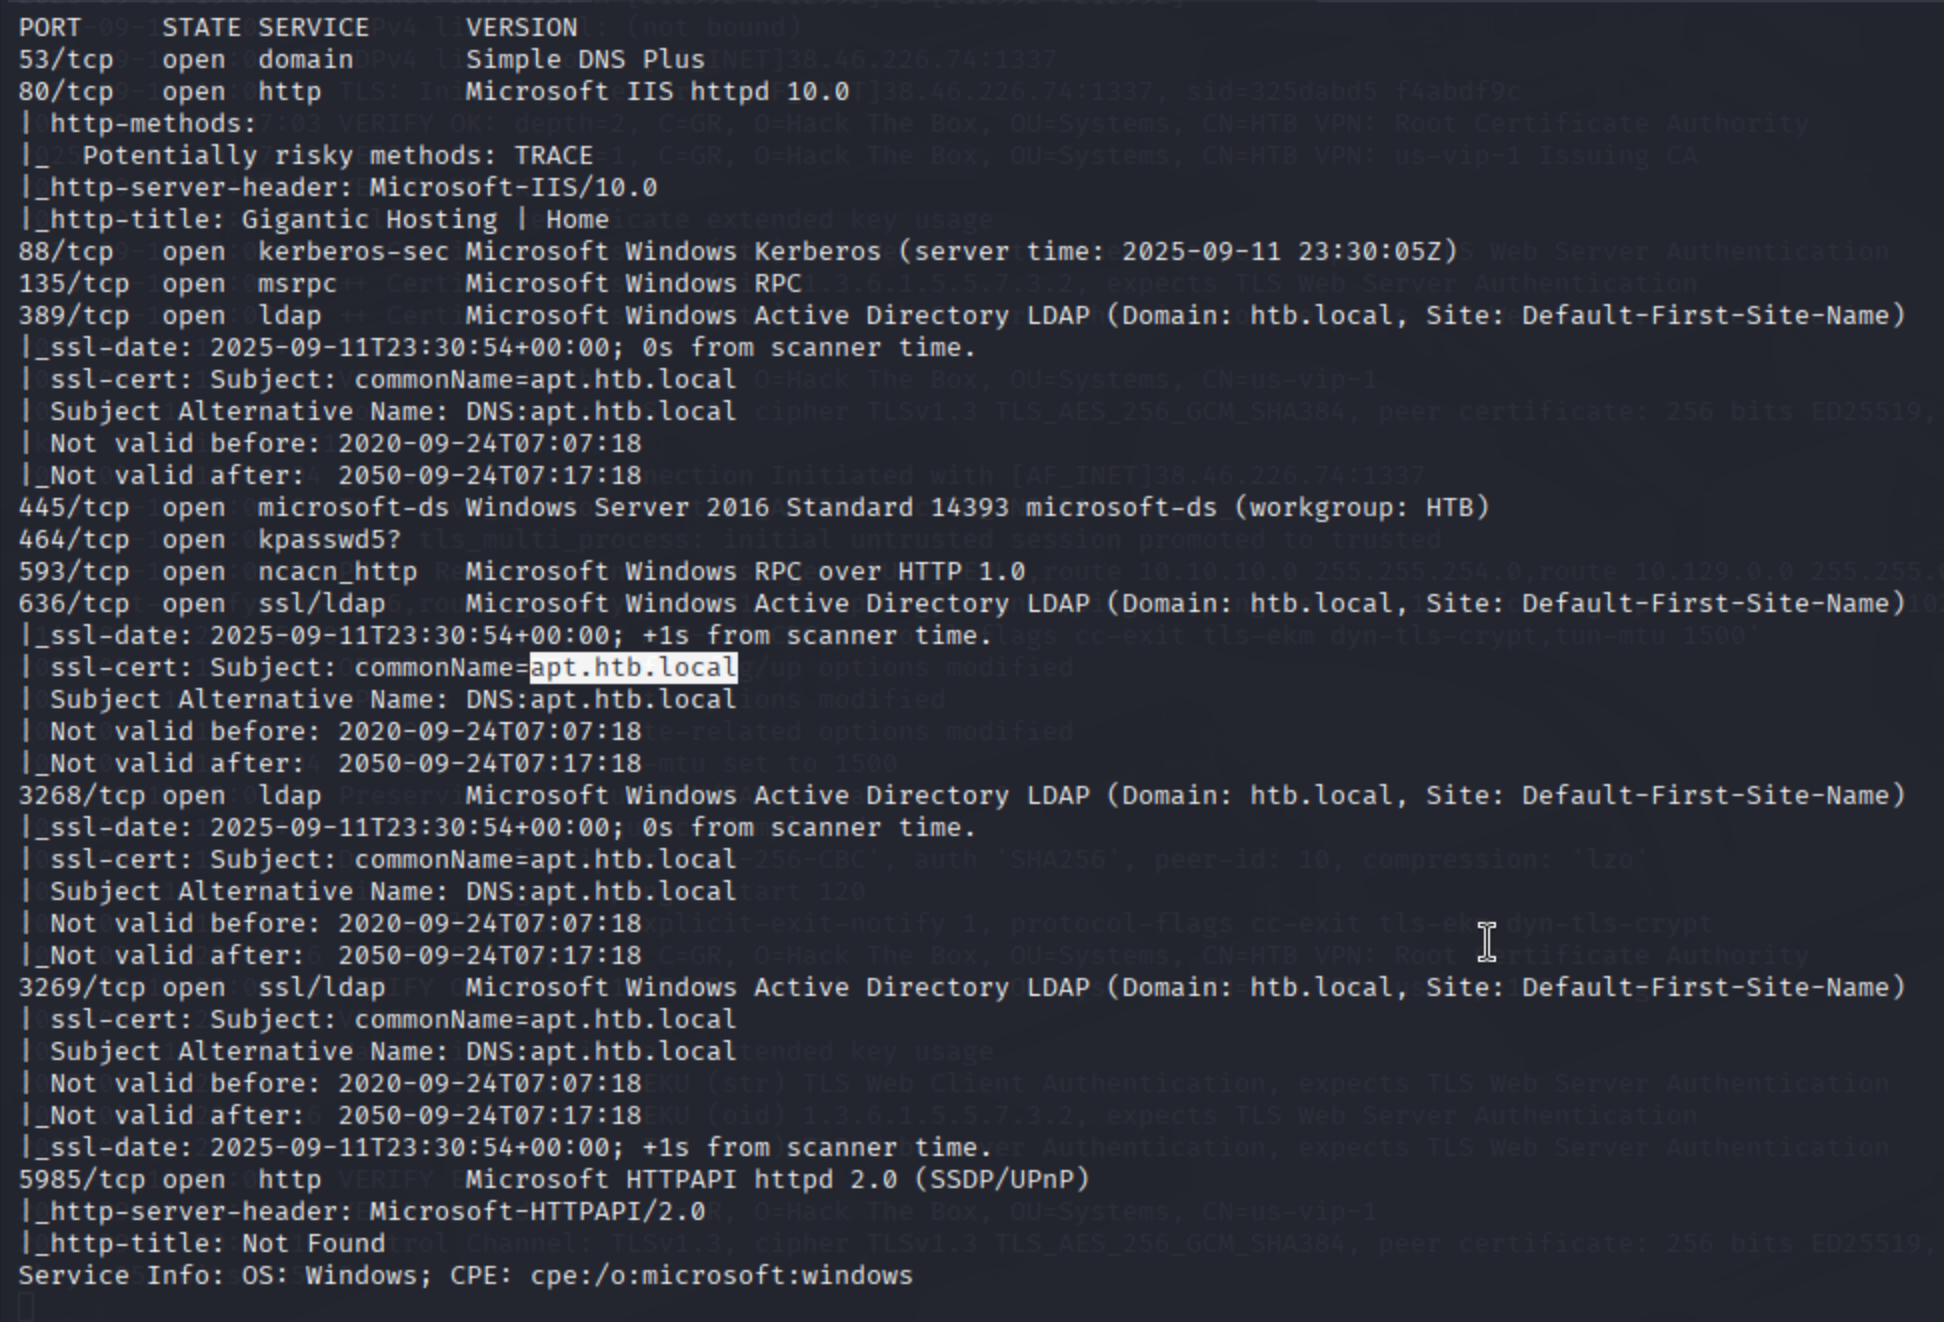 PORT     STATE SERVICE      VERSION
53/tcp   open  domain       Simple DNS Plus
80/tcp   open  http         Microsoft IIS httpd 10.0
| http-methods:
|_  Potentially risky methods: TRACE
|_http-server-header: Microsoft-IIS/10.0
|_http-title: Gigantic Hosting | Home
88/tcp   open  kerberos-sec Microsoft Windows Kerberos (server time: 2025-09-11 23:30:05Z)
135/tcp  open  msrpc        Microsoft Windows RPC
389/tcp  open  ldap         Microsoft Windows Active Directory LDAP (Domain: htb.local, Site: Default-First-Site-Name)
|_ssl-date: 2025-09-11T23:30:54+00:00; 0s from scanner time.
| ssl-cert: Subject: commonName=apt.htb.local
| Subject Alternative Name: DNS:apt.htb.local
| Not valid before: 2020-09-24T07:07:18
|_Not valid after:  2050-09-24T07:17:18
445/tcp  open  microsoft-ds Windows Server 2016 Standard 14393 microsoft-ds (workgroup: HTB)
464/tcp  open  kpasswd5?
593/tcp  open  ncacn_http   Microsoft Windows RPC over HTTP 1.0
636/tcp  open  ssl/ldap     Microsoft Windows Active Directory LDAP (Domain: htb.local, Site: Default-First-Site-Name)
|_ssl-date: 2025-09-11T23:30:54+00:00; +1s from scanner time.
| ssl-cert: Subject: commonName=apt.htb.local
| Subject Alternative Name: DNS:apt.htb.local
| Not valid before: 2020-09-24T07:07:18
|_Not valid after:  2050-09-24T07:17:18
3268/tcp open  ldap         Microsoft Windows Active Directory LDAP (Domain: htb.local, Site: Default-First-Site-Name)
|_ssl-date: 2025-09-11T23:30:54+00:00; 0s from scanner time.
| ssl-cert: Subject: commonName=apt.htb.local
| Subject Alternative Name: DNS:apt.htb.local
| Not valid before: 2020-09-24T07:07:18
|_Not valid after:  2050-09-24T07:17:18
3269/tcp open  ssl/ldap     Microsoft Windows Active Directory LDAP (Domain: htb.local, Site: Default-First-Site-Name)
| ssl-cert: Subject: commonName=apt.htb.local
| Subject Alternative Name: DNS:apt.htb.local
| Not valid before: 2020-09-24T07:07:18
|_Not valid after:  2050-09-24T07:17:18
|_ssl-date: 2025-09-11T23:30:54+00:00; +1s from scanner time.
5985/tcp open  http         Microsoft HTTPAPI httpd 2.0 (SSDP/UPnP)
|_http-server-header: Microsoft-HTTPAPI/2.0
|_http-title: Not Found
Service Info: OS: Windows; CPE: cpe:/o:microsoft:windows